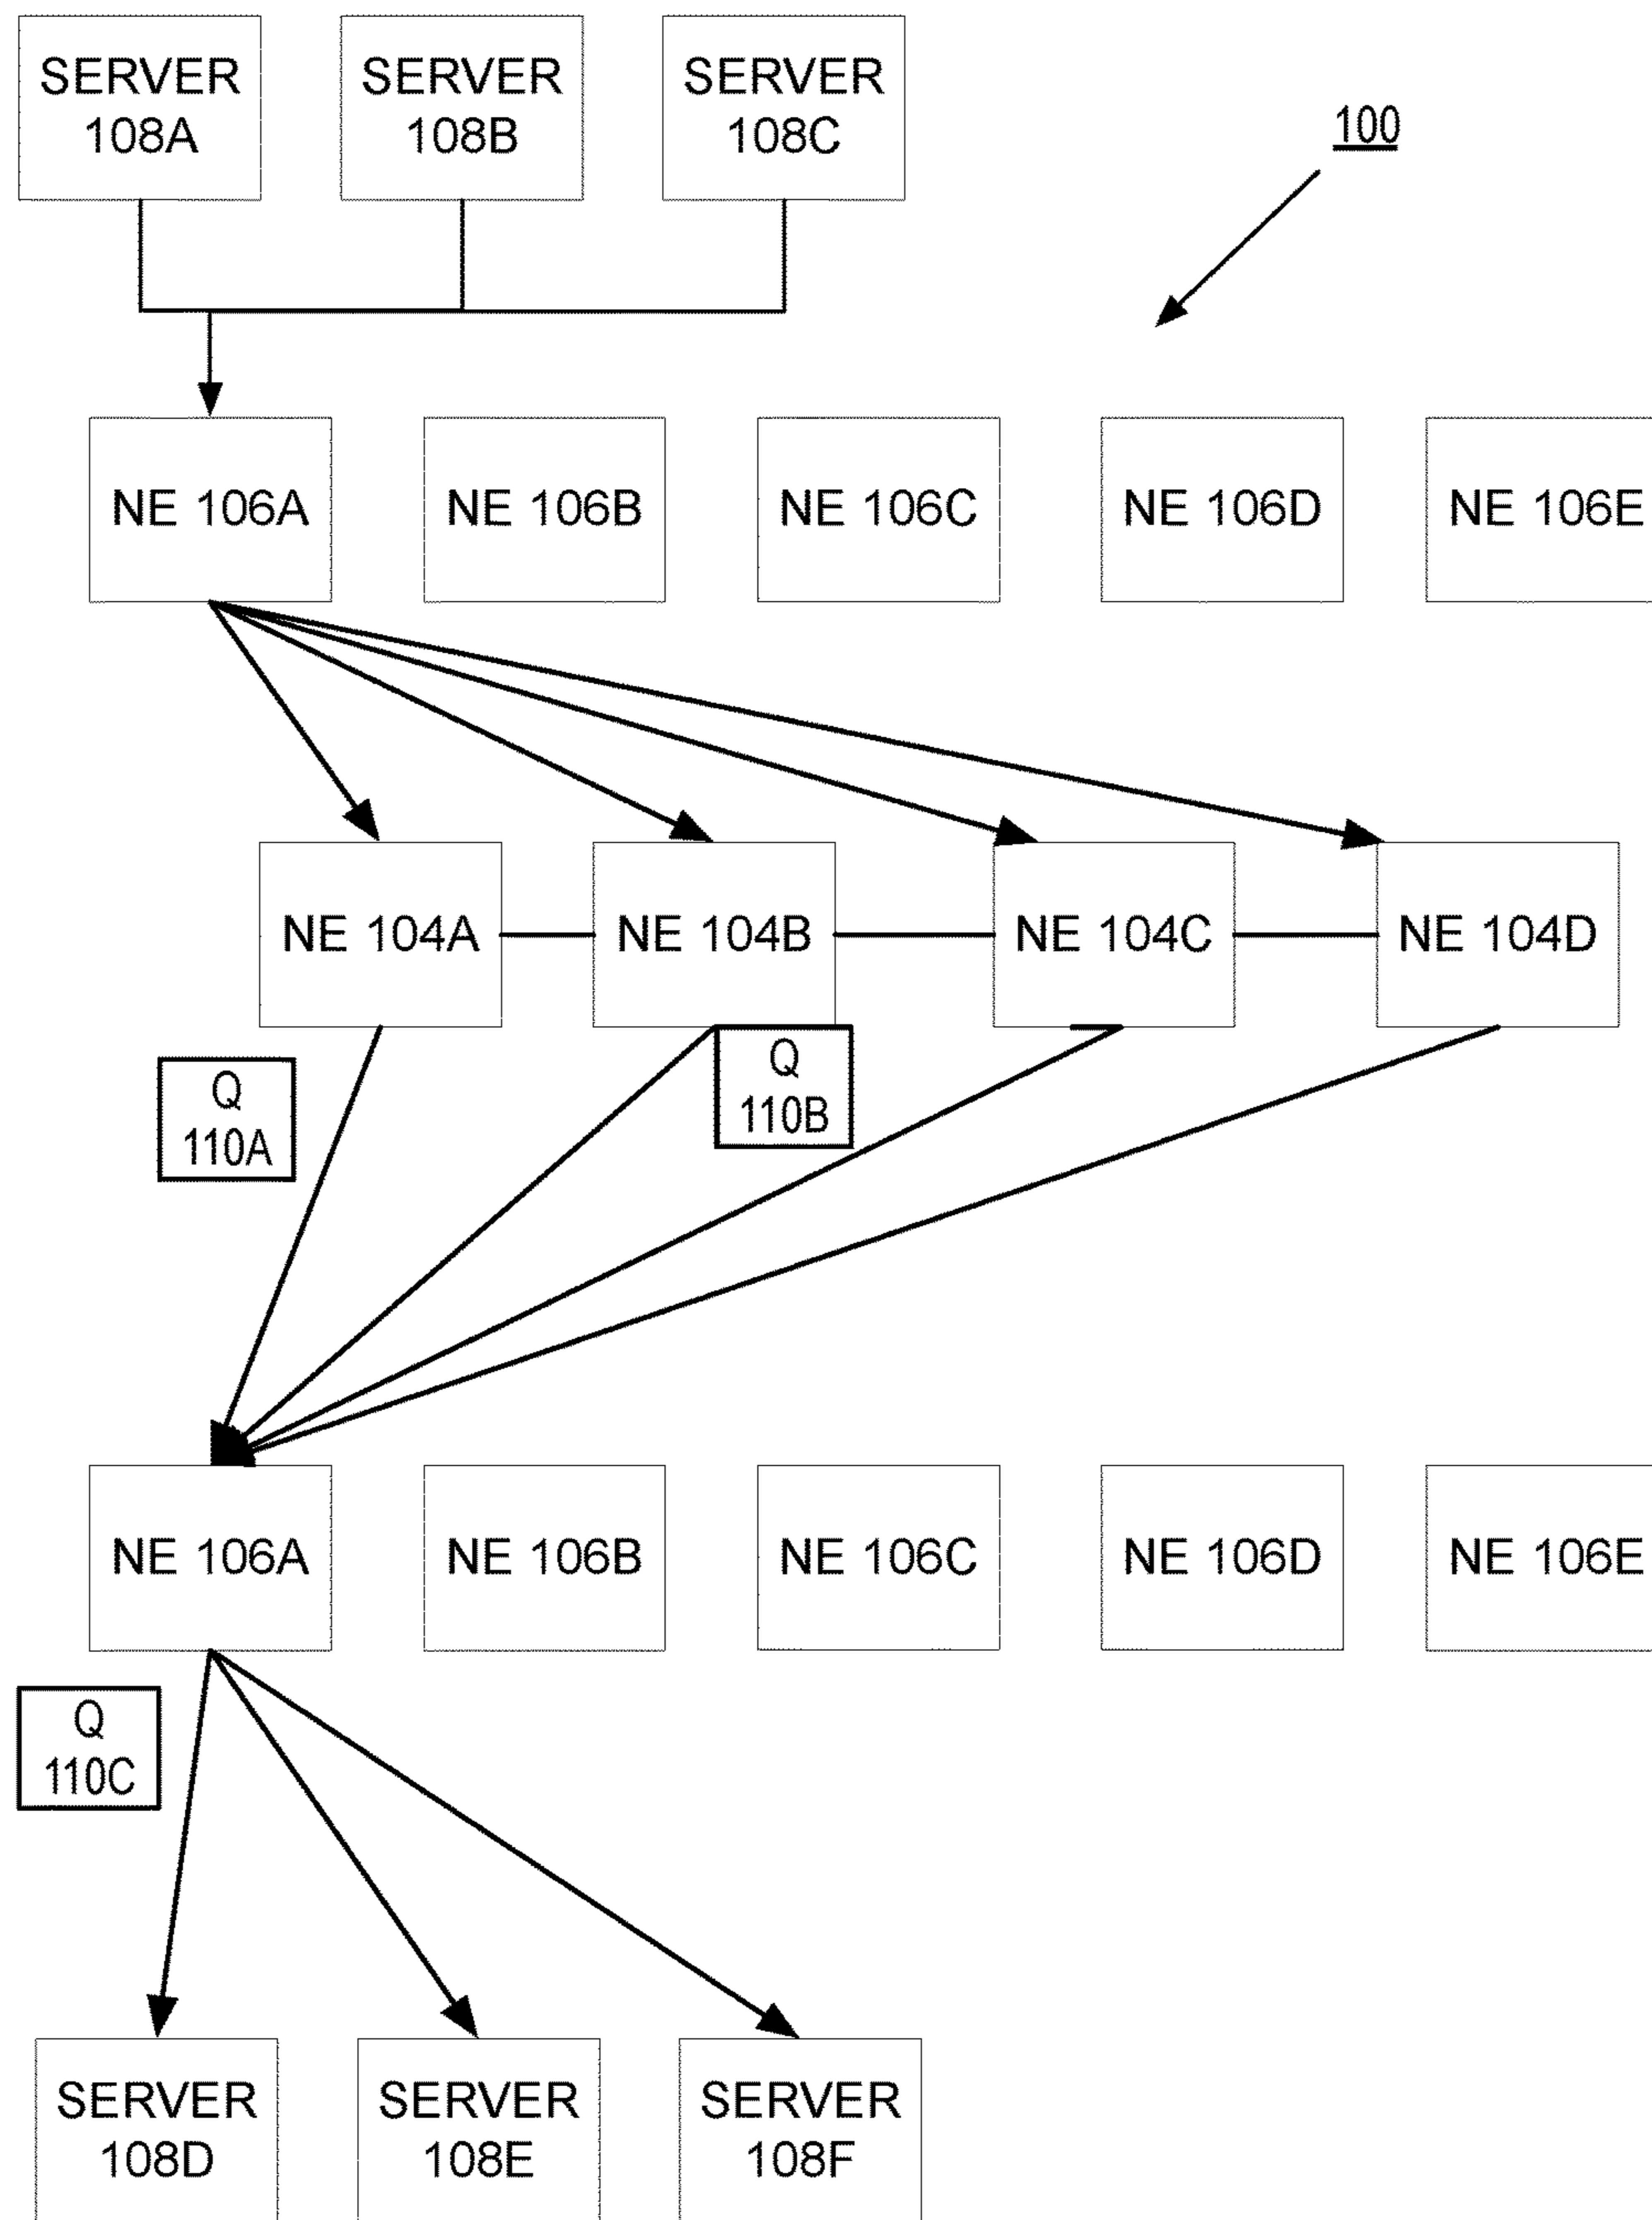 SERVER
108A
SERVER
108B
SERVER
108C
100
NE 106A
NE 106B
NE 106C
NE 106D
NE 106E
NE 104A
NE 104B
NE 104C
NE 104D
Q
110A
Q
110B
NE 106A
NE 106B
NE 106C
NE 106D
NE 106E
Q
110C
SERVER
108D
SERVER
108E
SERVER
108F